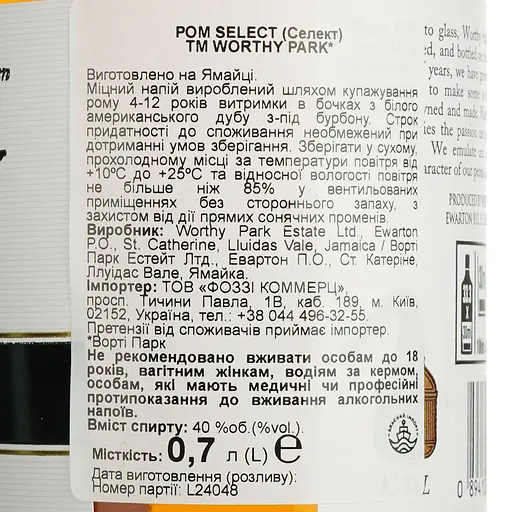 РОМ SELECT (Селект)
ТМ WORTHY PARK*
Виготовлено на Ямайці.
Міцний напій вироблений шляхом купажування
рому 4-12 років витримки в бочках з білого
американського дубу з-під бурбону. Строк
придатності до споживання необмежений при
дотриманні умов зберігання. Зберігати у сухому,
прохолодному місці за температури повітря від
+10⁰С до +25⁰С та відносної вологості повітря
не більше ніж 85% у вентильованих
приміщеннях без стороннього запаху, з
захистом від дії прямих сонячних променів.
Виробник: Worthy Park Estate Ltd., Ewarton
P.O., St. Catherine, Lluidas Vale, Jamaica / Ворті
Парк Естейт Лтд., Евартон П.О., Ст. Катеріне,
Ллуідас Вале, Ямайка.
Імпортер: ТОВ «ФОЗЗІ КОММЕРЦ»,
просп. Тичини Павла, 1В, каб. 189, м. Київ,
02152, Україна, тел.: +38 044 496-32-55.
Претензії від споживачів приймає імпортер.
*Ворті Парк
Не рекомендовано вживати особам до 18
років, вагітним жінкам, водіям за кермом,
особам, які мають медичні чи професійні
протипоказання до вживання алкогольних
напоїв.
Вміст спирту: 40 %об.(%vol.).
Місткість: 0,7 л (L) e
Дата виготовлення (розливу):
Номер партії: L24048
to glass, Worthy
and bottled
years, we have
to make some
and made. W
the passion
We emulate
of our people
PRODUCED BY
EWARTON P.O.
L